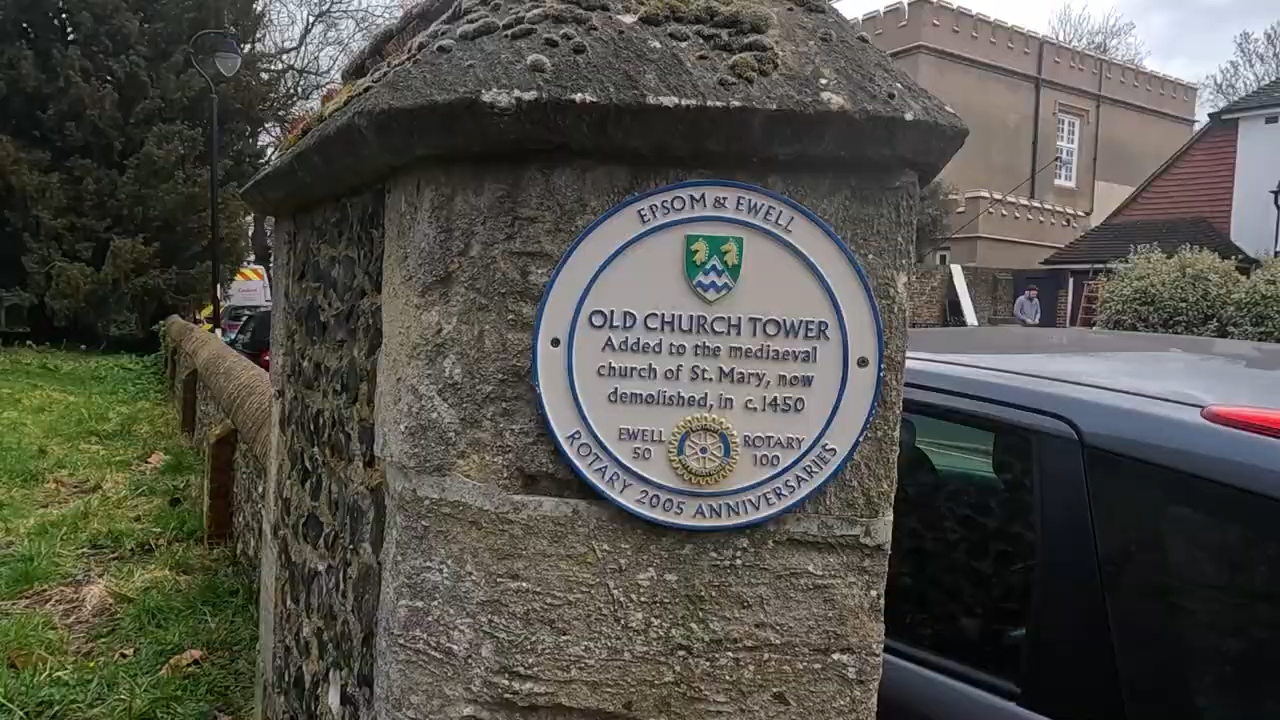 EPSOM & EWELL
OLD CHURCH TOWER
Added to the mediaeval
church of St. Mary, now
demolished, in c.1450
EWELL 50
ROTARY 100
ROTARY 2005 ANNIVERSARIES